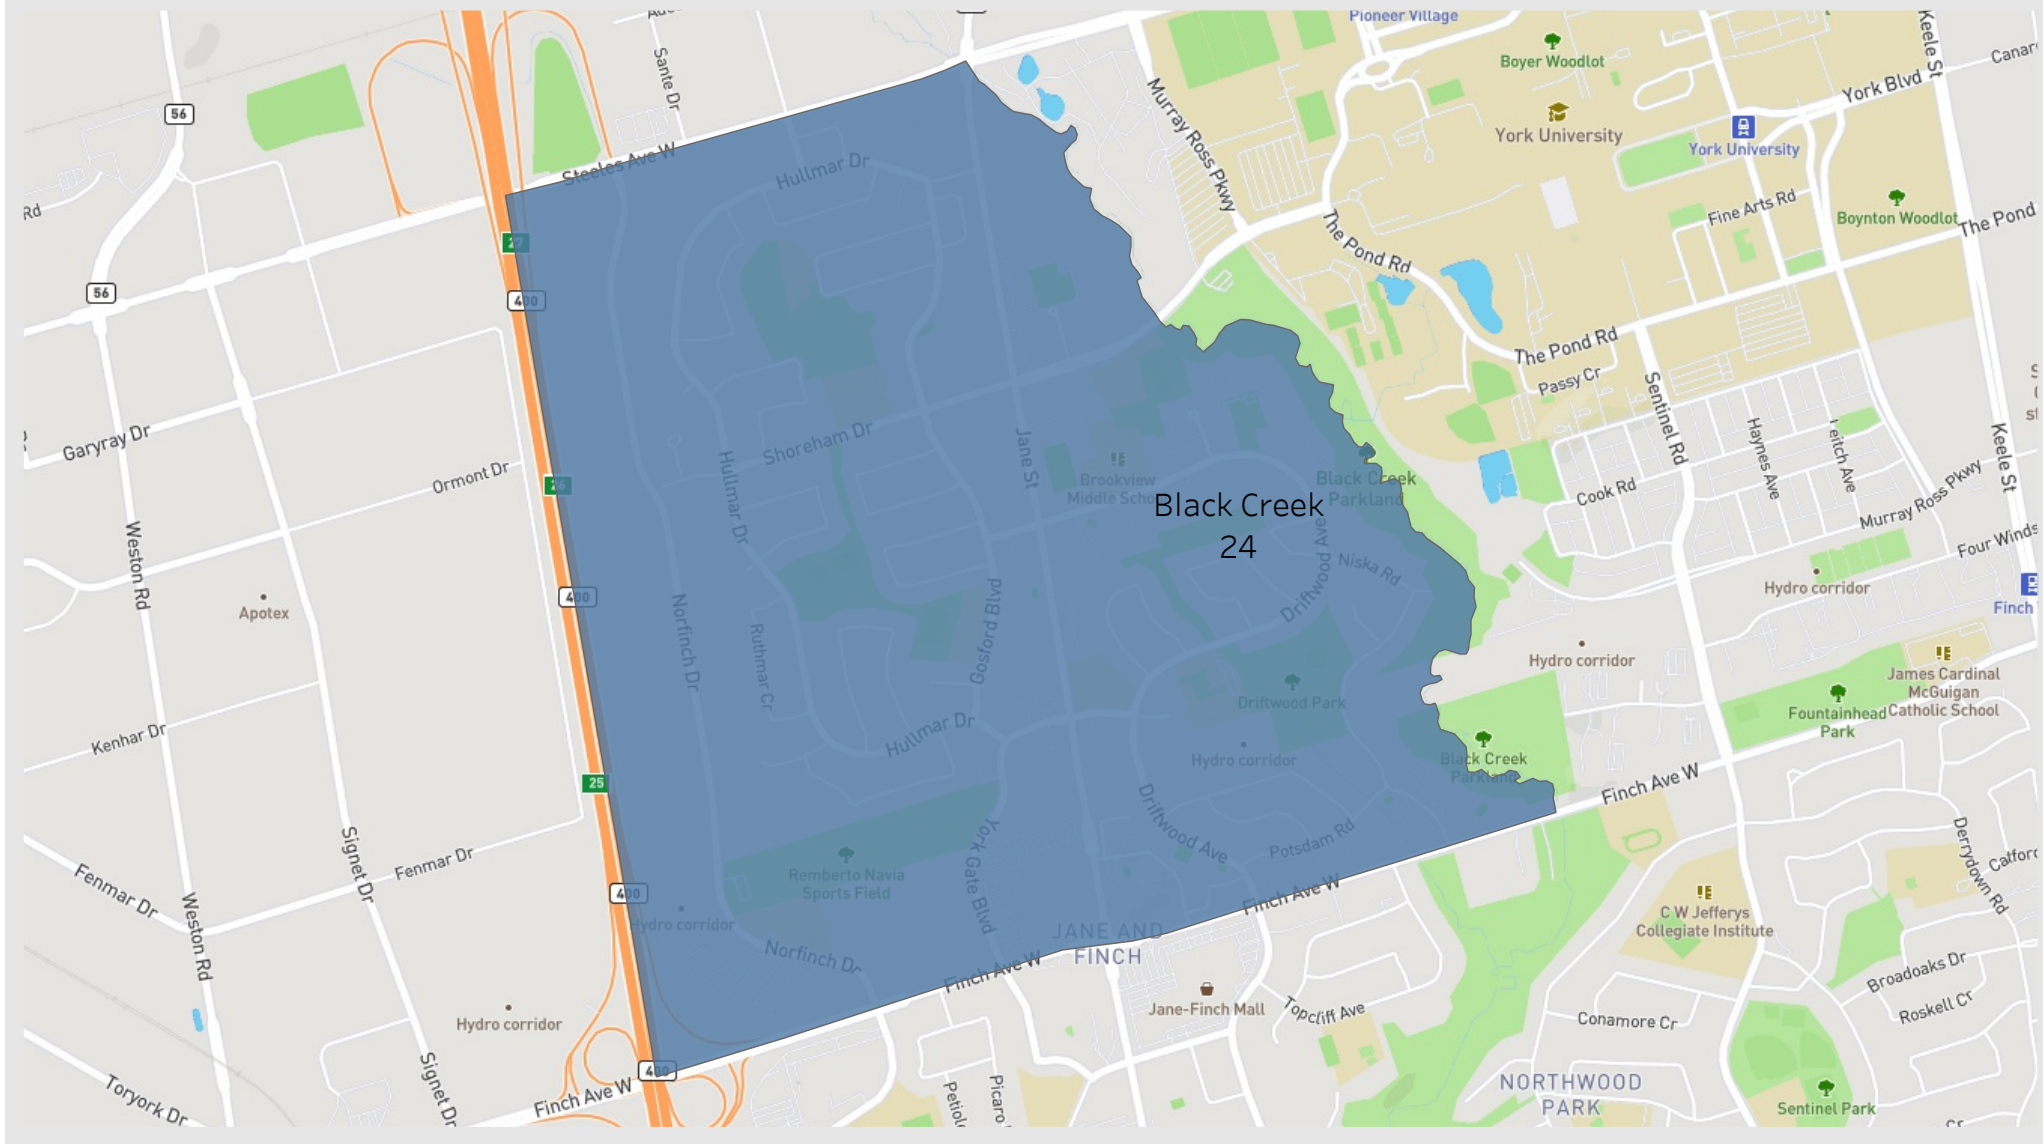 Pioneer Village
Keele St
Boyer Woodlot
York Blvd
Sante Dr
Murray Ross Pkwy
56
York University
York University
Steeles Ave W
Hullmar Dr
Rd
Fine Arts Rd
Boynton Woodlot
The Pond
27
The Pond Rd
56
400
The Pond Rd
Passy Cr
Garyray Dr
Shoreham Dr
Jane St
Sentinel Rd
Haynes Ave
Leitch Ave
Keele St
Ormont Dr
26
Hullmar Dr
Brookview
Black Creek
Parkland
Cook Rd
Murray Ross Pkwy
Black Creek
24
Weston Rd
Four Winds
Niska Rd
Driftwood Ave
Hydro corridor
400
Apotex
Finch
Norfinch Dr
Ruthmar Cr
Gosford Blvd
Hydro corridor
James Cardinal
McGuigan
Catholic School
Driftwood Park
Fountainhead
Park
Kenhar Dr
Hullmar Dr
Hydro corridor
Black Creek
Parkland
Finch Ave W
25
Driftwood Ave
Potsdam Rd
Signet Dr
Fenmar Dr
York Gate Blvd
Remberto Navia
Sports Field
Derrydown Rd
Fenmar Dr
400
Finch Ave W
C W Jefferys
Collegiate Institute
Weston Rd
Hydro corridor
JANE AND
FINCH
Norfinch Dr
Finch Ave W
Broadoaks Dr
Jane-Finch Mall
Topcliff Ave
Roskell Cr
Hydro corridor
Conamore Cr
Signet Dr
400
NORTHWOOD
PARK
Finch Ave W
Toryork Dr
Picaro
Sentinel Park